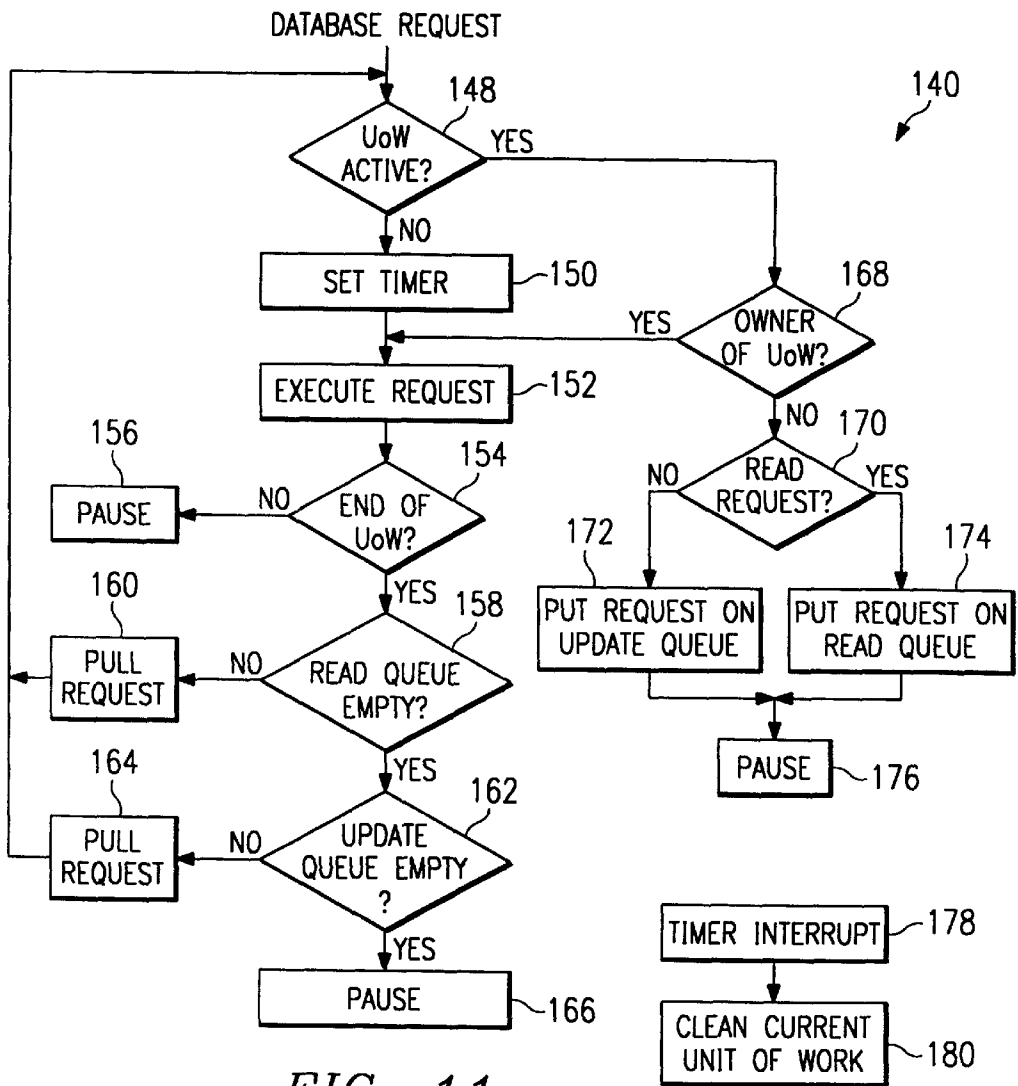 DATABASE REQUEST
140
148
UoW
ACTIVE?
YES
NO
SET TIMER
150
168
OWNER
OF UoW?
YES
NO
EXECUTE REQUEST
152
156
PAUSE
154
END OF
UoW?
NO
YES
170
READ
REQUEST?
NO
YES
172
PUT REQUEST ON
UPDATE QUEUE
174
PUT REQUEST ON
READ QUEUE
160
PULL
REQUEST
158
READ QUEUE
EMPTY?
NO
YES
PAUSE
176
164
PULL
REQUEST
162
UPDATE
QUEUE EMPTY
?
NO
YES
PAUSE
166
TIMER INTERRUPT
178
CLEAN CURRENT
UNIT OF WORK
180
FIG. 11